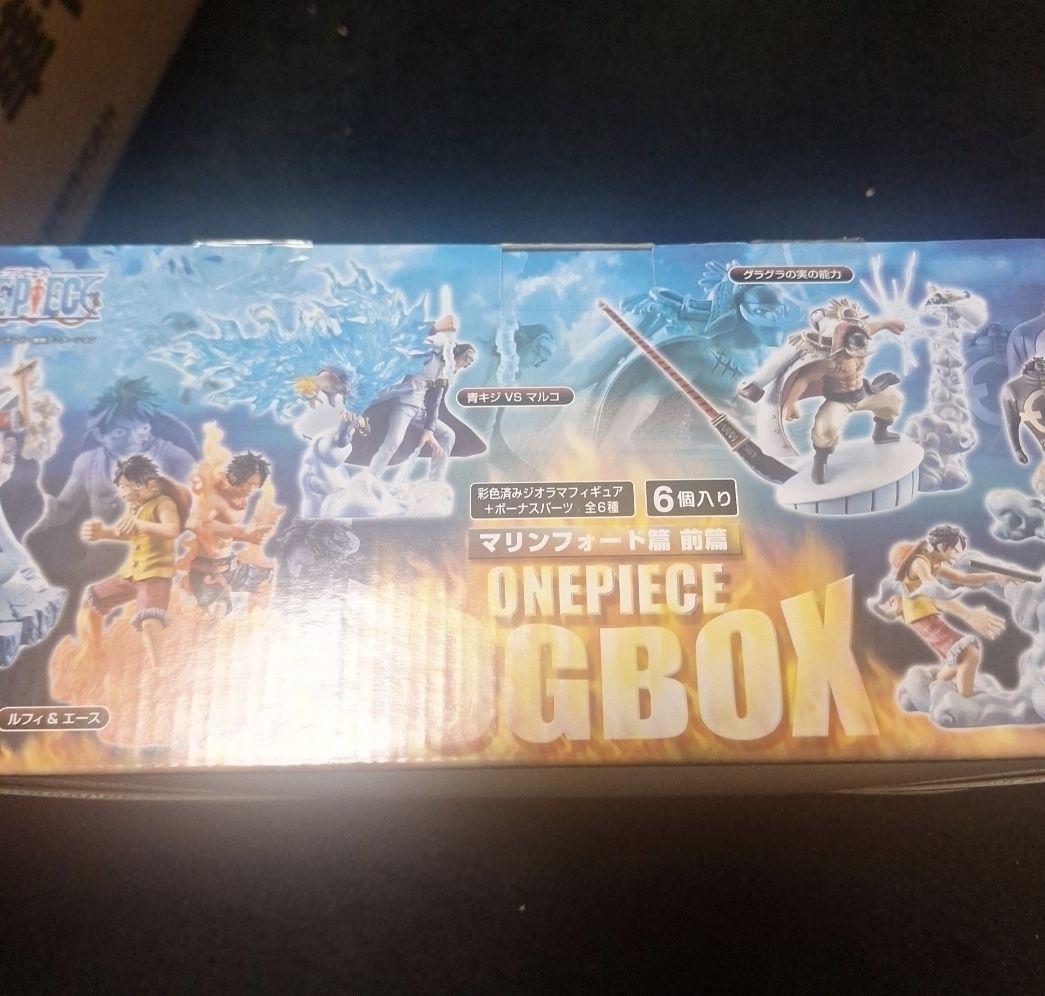 グラグラの実の能力
青キジ VS マルコ
彩色済みジオラマフィギュア
+ボーナスパーツ 全6種
6個入り
マリンフォード篇 前篇
ONEPIECE
GBOX
ルフィ & エース